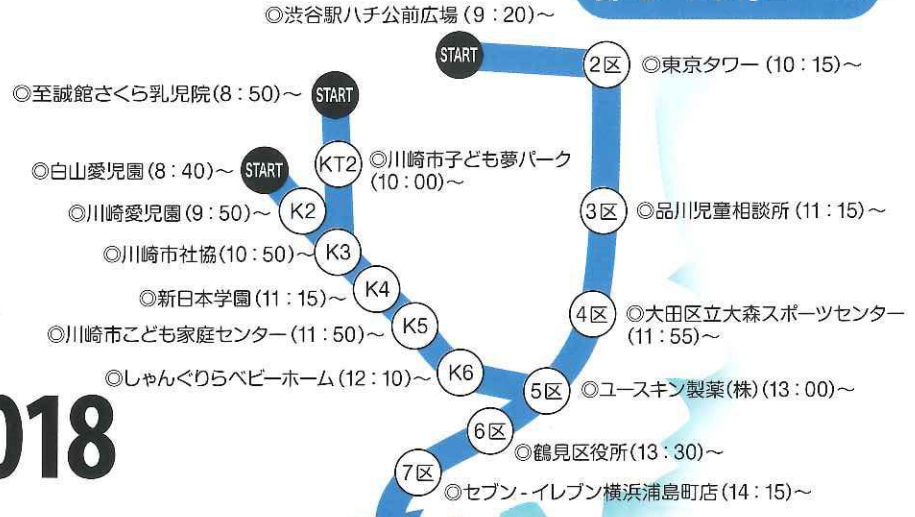 ◎渋谷駅ハチ公前広場(9:20)～
START
2区
◎東京タワー(10:15)～
◎至誠館さくら乳児院(8:50)～
START
◎白山愛児園(8:40)～
START
KT2
◎川崎市子ども夢パーク
(10:00)～
◎川崎愛児園(9:50)～
K2
3区
◎品川児童相談所(11:15)～
◎川崎市社協(10:50)～
K3
◎新日本学園(11:15)～
K4
4区
◎大田区立大森スポーツセンター
(11:55)～
◎川崎市こども家庭センター(11:50)～
K5
◎しゃんぐりらベビーホーム(12:10)～
K6
5区
◎ユースキン製薬(株)(13:00)～
018
6区
◎鶴見区役所(13:30)～
7区
◎セブン-イレブン横浜浦島町店(14:15)～